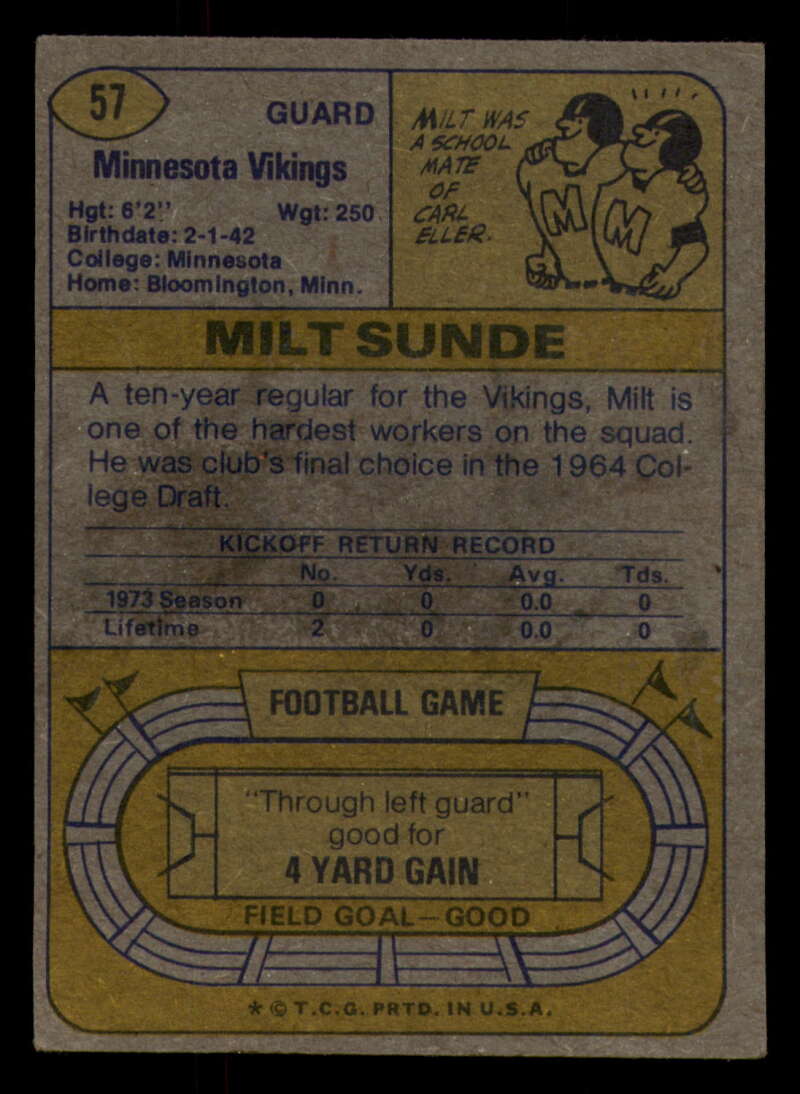 57
GUARD
Minnesota Vikings
Hgt: 6'2" Wgt: 250
Birthdate: 2-1-42
College: Minnesota
Home: Bloomington, Minn.
MILT WAS
A SCHOOL
MATE
OF
CARL
ELLER.
M M
MILT SUNDE
A ten-year regular for the Vikings, Milt is
one of the hardest workers on the squad.
He was club's final choice in the 1964 Col-
lege Draft.
KICKOFF RETURN RECORD
No. Yds. Avg. Tds.
1973 Season 0 0 0.0 0
Lifetime 2 0 0.0 0
FOOTBALL GAME
"Through left guard"
good for
4 YARD GAIN
FIELD GOAL—GOOD
* © T.C.G. PRTD. IN U.S.A.